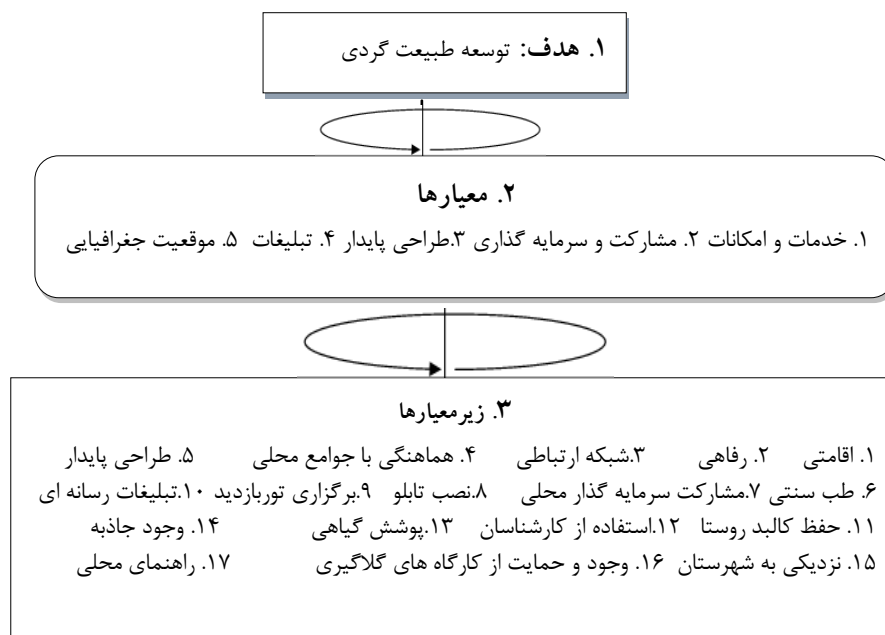 ۱. هدف: توسعه طبیعت گردی
۲. معیارها
۱. خدمات و امکانات ۲. مشارکت و سرمایه گذاری ۳.طراحی پایدار ۴. تبلیغات ۵. موقعیت جغرافیایی
۳. زیرمعیارها
۱. اقامتی ۲. رفاهی ۳.شبکه ارتباطی ۴. هماهنگی با جوامع محلی ۵. طراحی پایدار
۶. طب سنتی ۷.مشارکت سرمایه گذار محلی ۸.نصب تابلو ۹.برگزاری توربازدید ۱۰.تبلیغات رسانه ای
۱۱. حفظ کالبد روستا ۱۲.استفاده از کارشناسان ۱۳.پوشش گیاهی ۱۴. وجود جاذبه
۱۵. نزدیکی به شهرستان ۱۶. وجود و حمایت از کارگاه های گلاگیری ۱۷. راهنمای محلی